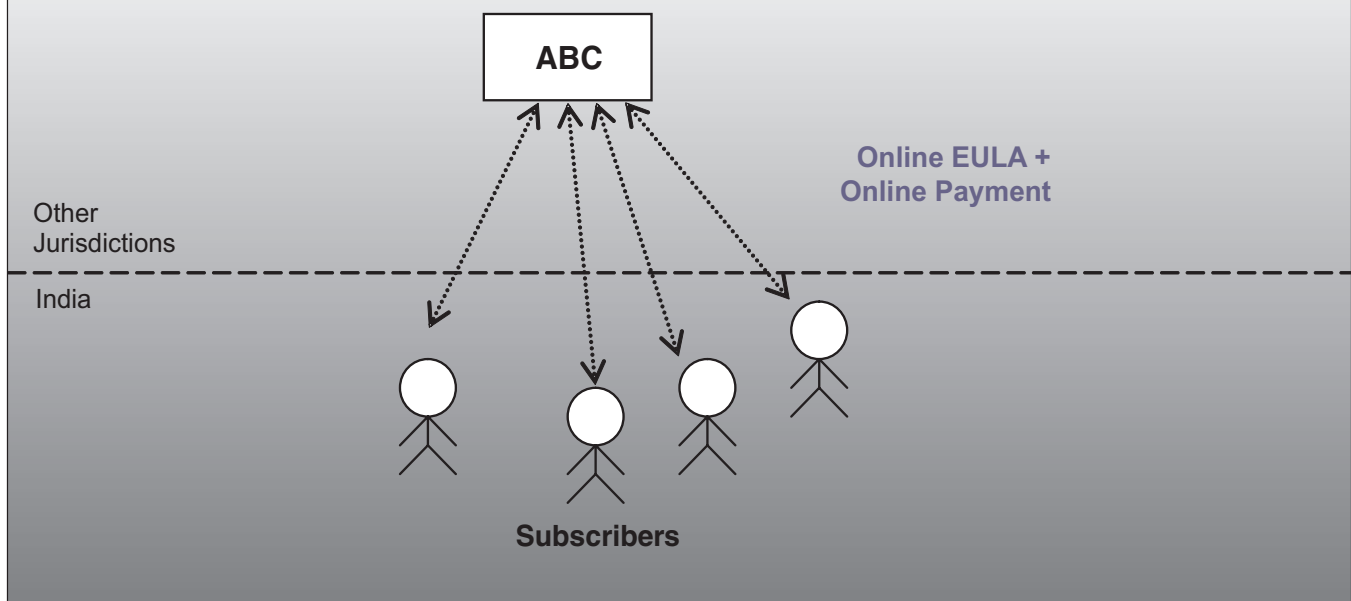 ABC
Online EULA +
Online Payment
Other
Jurisdictions
India
Subscribers